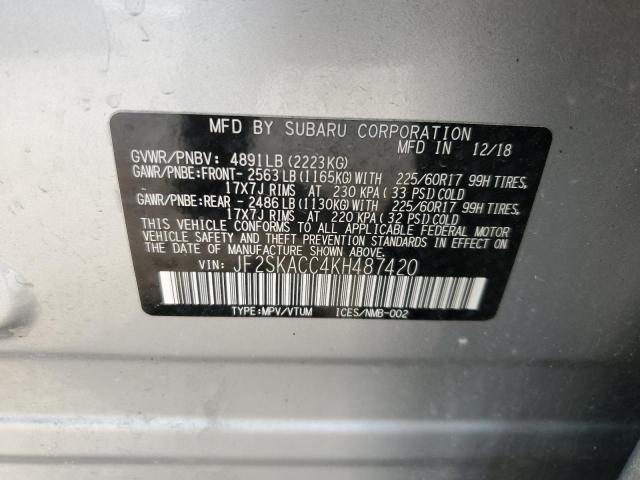 MFD BY SUBARU CORPORATION
MFD IN 12/18
GVWR/PNBV: 4891LB(2223KG)
GAWR/PNBE:FRONT- 2563LB(1165KG)WITH 225/60R17 99H TIRES,
17X7J RIMS AT 230 KPA(33 PSI)COLD
GAWR/PNBE:REAR - 2486LB(1130KG)WITH 225/60R17 99H TIRES,
17X7J RIMS AT 220 KPA(32 PSI)COLD
THIS VEHICLE CONFORMS TO ALL APPLICABLE FEDERAL MOTOR
VEHICLE SAFETY AND THEFT PREVENTION STANDARDS IN EFFECT
ON THE DATE OF MANUFACTURE SHOWN ABOVE.
VIN: JF2SKACC4KH487420
TYPE:MPV/VTUM ICES/NMB-002